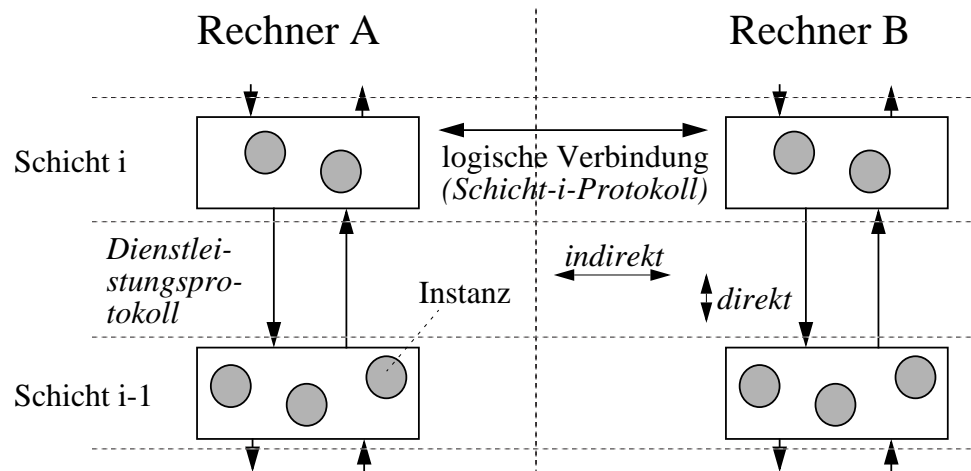 Rechner A
Rechner B
Schicht i
logische Verbindung
(Schicht-i-Protokoll)
Dienstlei-
stungspro-
tokoll
Instanz
indirekt
direkt
Schicht i-1